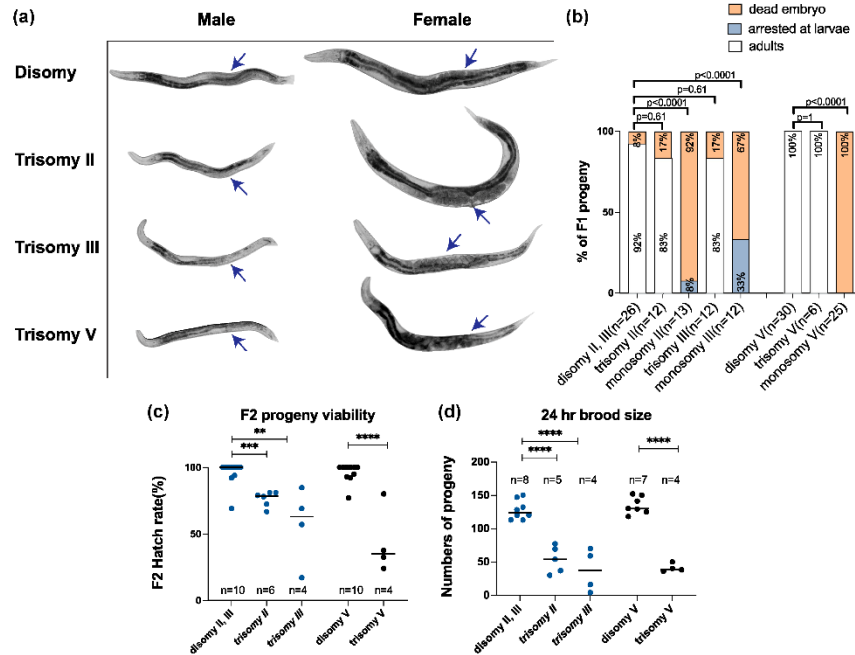 (a)
Male
Female
Disomy
Trisomy II
Trisomy III
Trisomy V
(b)
dead embryo
arrested at larvae
adults
p<0.0001
p=0.61
p<0.0001
p=0.61
p<0.0001
p=1
% of F1 progeny
100
50
0
8%
92%
17%
83%
92%
8%
17%
83%
67%
33%
100%
100%
100%
disomy II, III(n=26)
trisomy II(n=12)
monosomy II(n=13)
trisomy III(n=12)
monosomy III(n=12)
disomy V(n=30)
trisomy V(n=6)
monosomy V(n=25)
(c)
F2 progeny viability
**
***
****
F2 Hatch rate(%)
100
50
0
n=10
n=6
n=4
n=10
n=4
disomy II, III
trisomy II
trisomy III
disomy V
trisomy V
(d)
24 hr brood size
****
****
****
Numbers of progeny
200
150
100
50
0
n=8
n=5
n=4
n=7
n=4
disomy II, III
trisomy II
trisomy III
disomy V
trisomy V